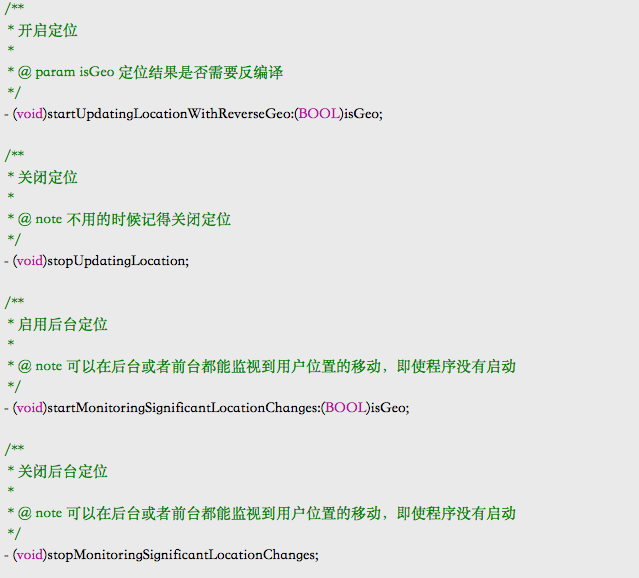 /**
 * 开启定位
 *
 * @ param isGeo 定位结果是否需要反编译
 */
- (void)startUpdatingLocationWithReverseGeo:(BOOL)isGeo;

/**
 * 关闭定位
 *
 * @ note 不用的时候记得关闭定位
 */
- (void)stopUpdatingLocation;

/**
 * 启用后台定位
 *
 * @ note 可以在后台或者前台都能监视到用户位置的移动，即使程序没有启动
 */
- (void)startMonitoringSignificantLocationChanges:(BOOL)isGeo;

/**
 * 关闭后台定位
 *
 * @ note 可以在后台或者前台都能监视到用户位置的移动，即使程序没有启动
 */
- (void)stopMonitoringSignificantLocationChanges;